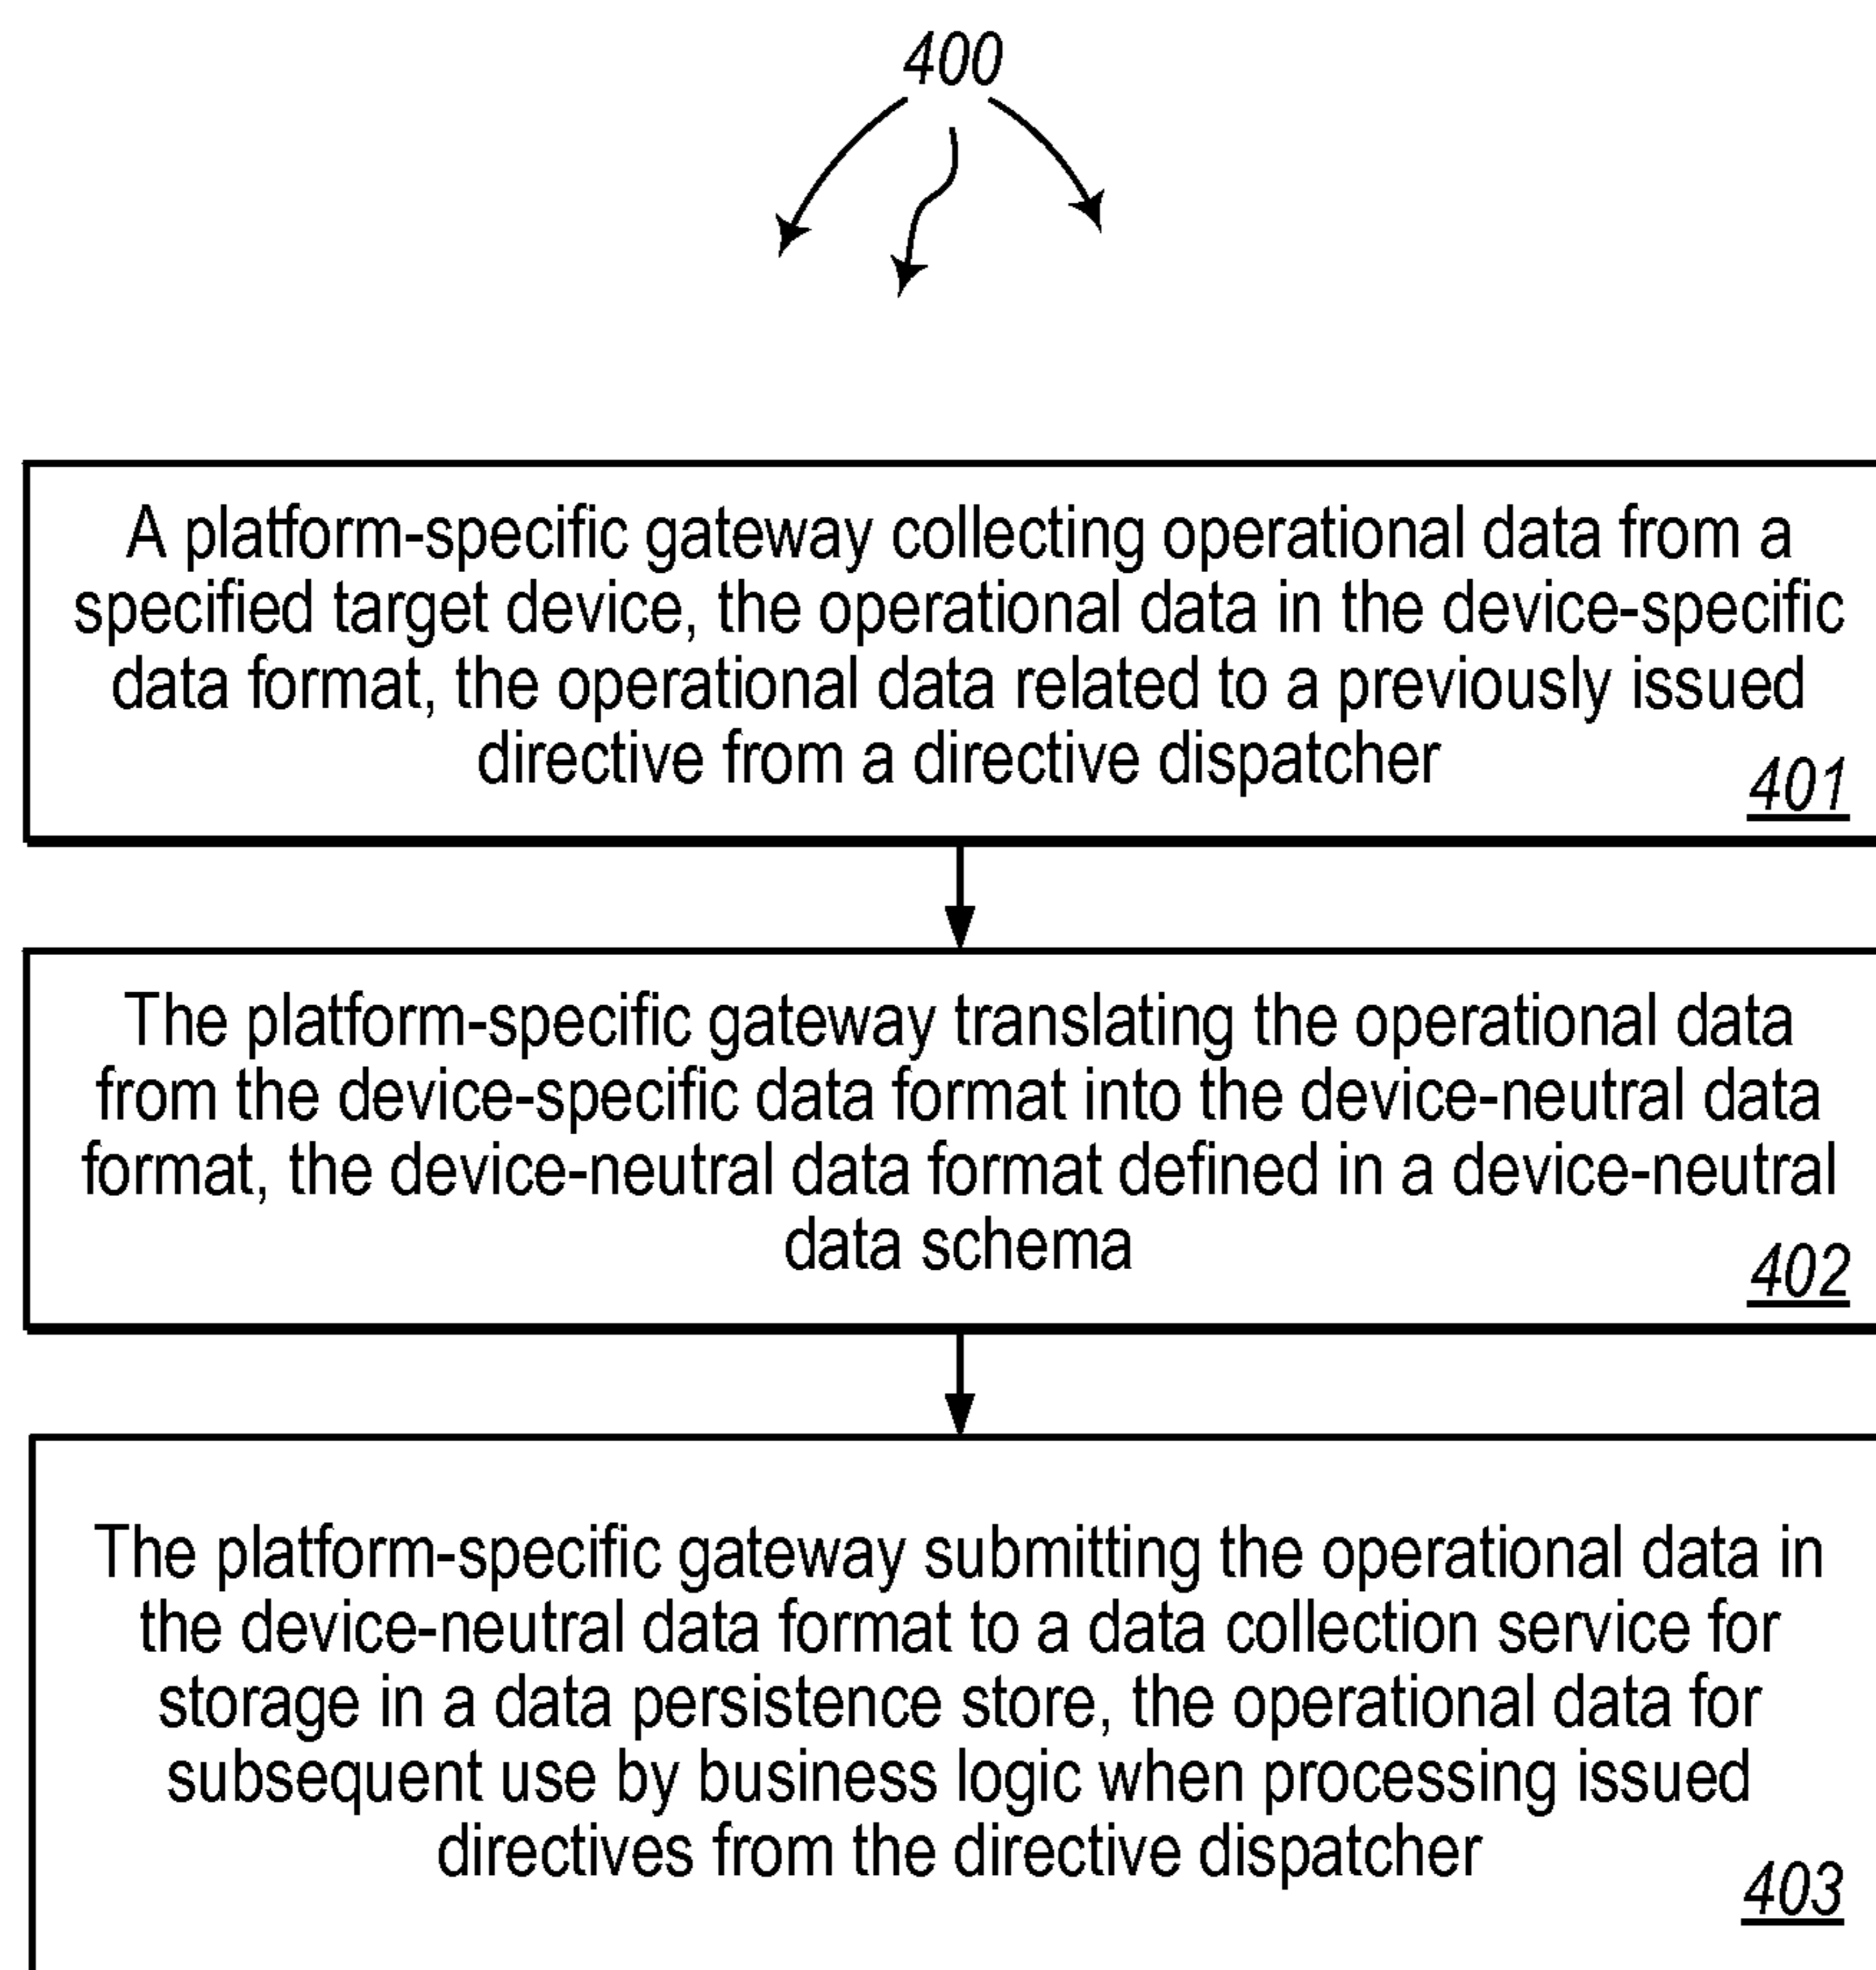 400
A platform-specific gateway collecting operational data from a
specified target device, the operational data in the device-specific
data format, the operational data related to a previously issued
directive from a directive dispatcher
401
The platform-specific gateway translating the operational data
from the device-specific data format into the device-neutral data
format, the device-neutral data format defined in a device-neutral
data schema
402
The platform-specific gateway submitting the operational data in
the device-neutral data format to a data collection service for
storage in a data persistence store, the operational data for
subsequent use by business logic when processing issued
directives from the directive dispatcher
403